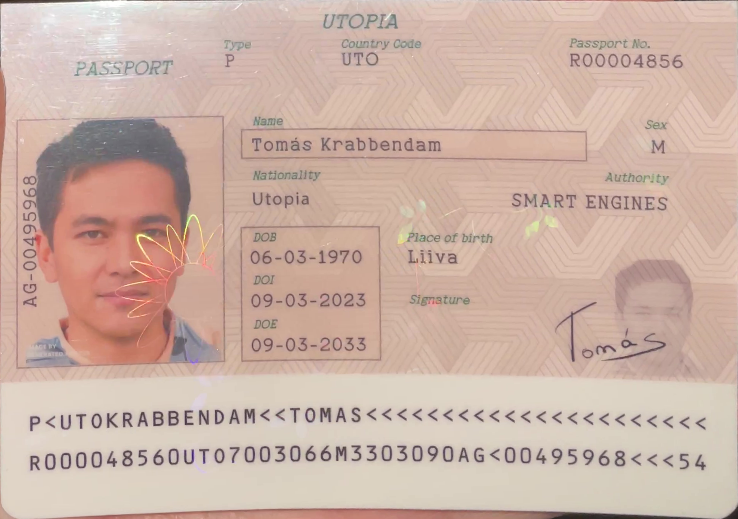 UTOPIA
PASSPORT
Type
P
Country Code
UTO
Passport No.
R00004856
Name
Tomás Krabbendam
Sex
M
Nationality
Utopia
Authority
SMART ENGINES
AG-00495968
DOB
06-03-1970
DOI
09-03-2023
DOE
09-03-2033
Place of birth
Liiva
Signature
Tomás
P<UTOKRABBENDAM<<TOMAS<<<<<<<<<<<<<<<<<<<<<<
R000048560UTO7003066M3303090AG<00495968<<<54